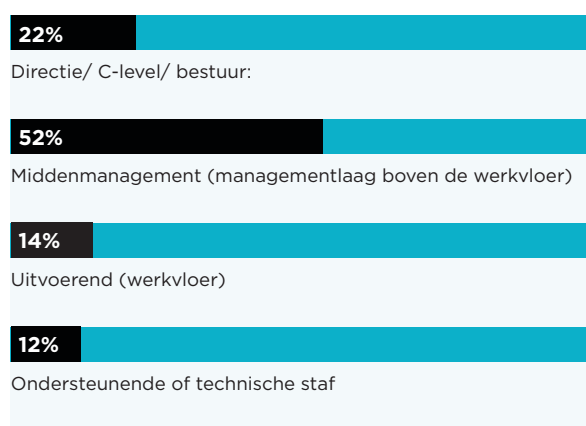 22%
Directie/ C-level/ bestuur:
52%
Middenmanagement (managementlaag boven de werkvloer)
14%
Uitvoerend (werkvloer)
12%
Ondersteunende of technische staf